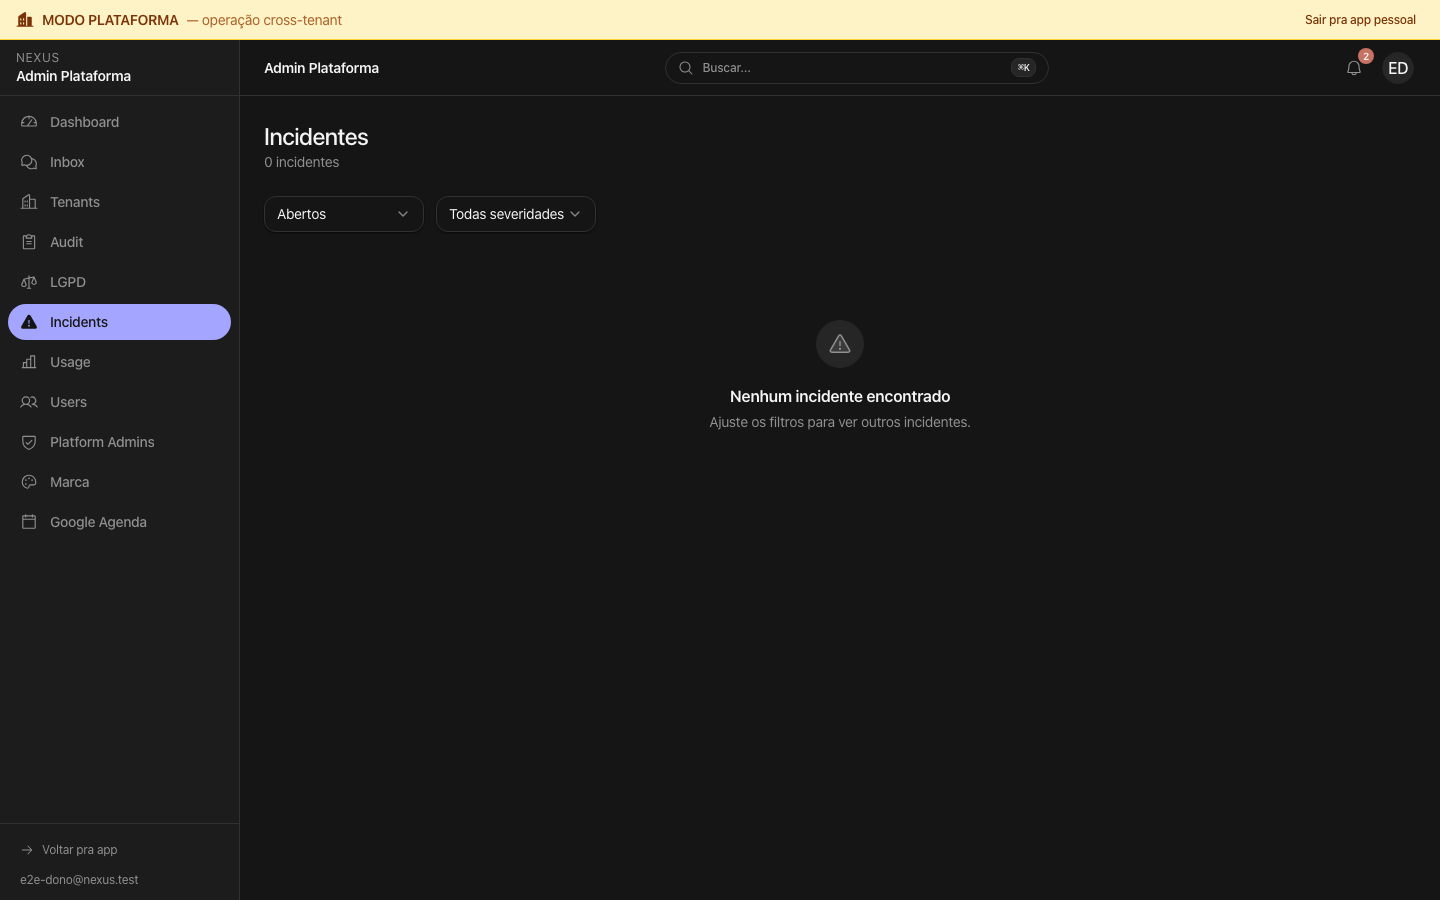 MODO PLATAFORMA — operação cross-tenant
Sair pra app pessoal
NEXUS
Admin Plataforma
Admin Plataforma
Buscar...
⌘K
2
ED
Dashboard
Inbox
Tenants
Audit
LGPD
Incidents
Usage
Users
Platform Admins
Marca
Google Agenda
Incidentes
0 incidentes
Abertos
Todas severidades
Nenhum incidente encontrado
Ajuste os filtros para ver outros incidentes.
Voltar pra app
e2e-dono@nexus.test